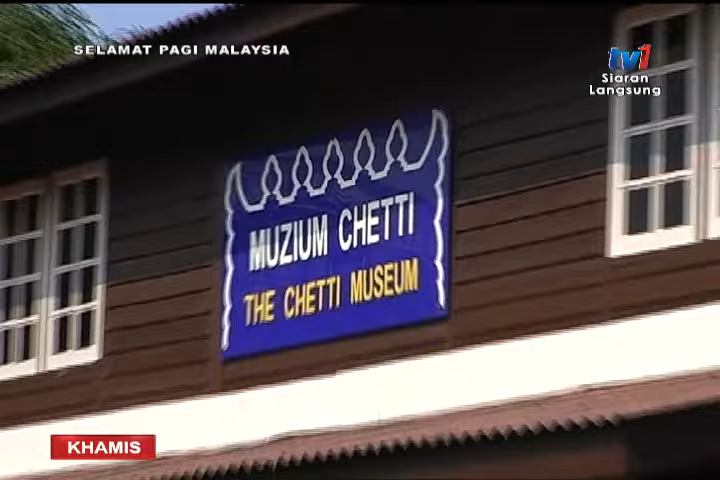 SELAMAT PAGI MALAYSIA
tv1
Siaran
Langsung
MUZIUM CHETTI
THE CHETTI MUSEUM
KHAMIS